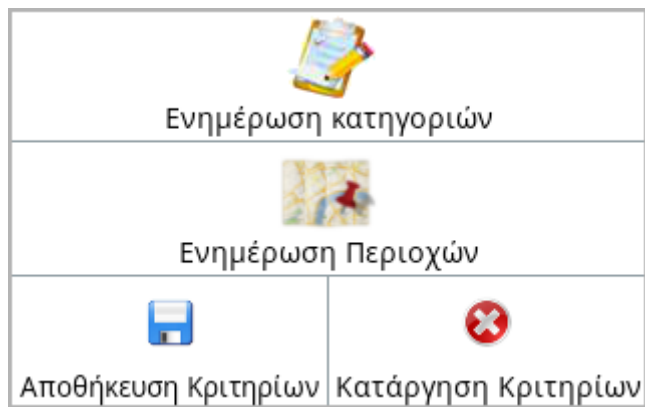 Ενημέρωση κατηγοριών
Ενημέρωση Περιοχών
Αποθήκευση Κριτηρίων
Κατάργηση Κριτηρίων